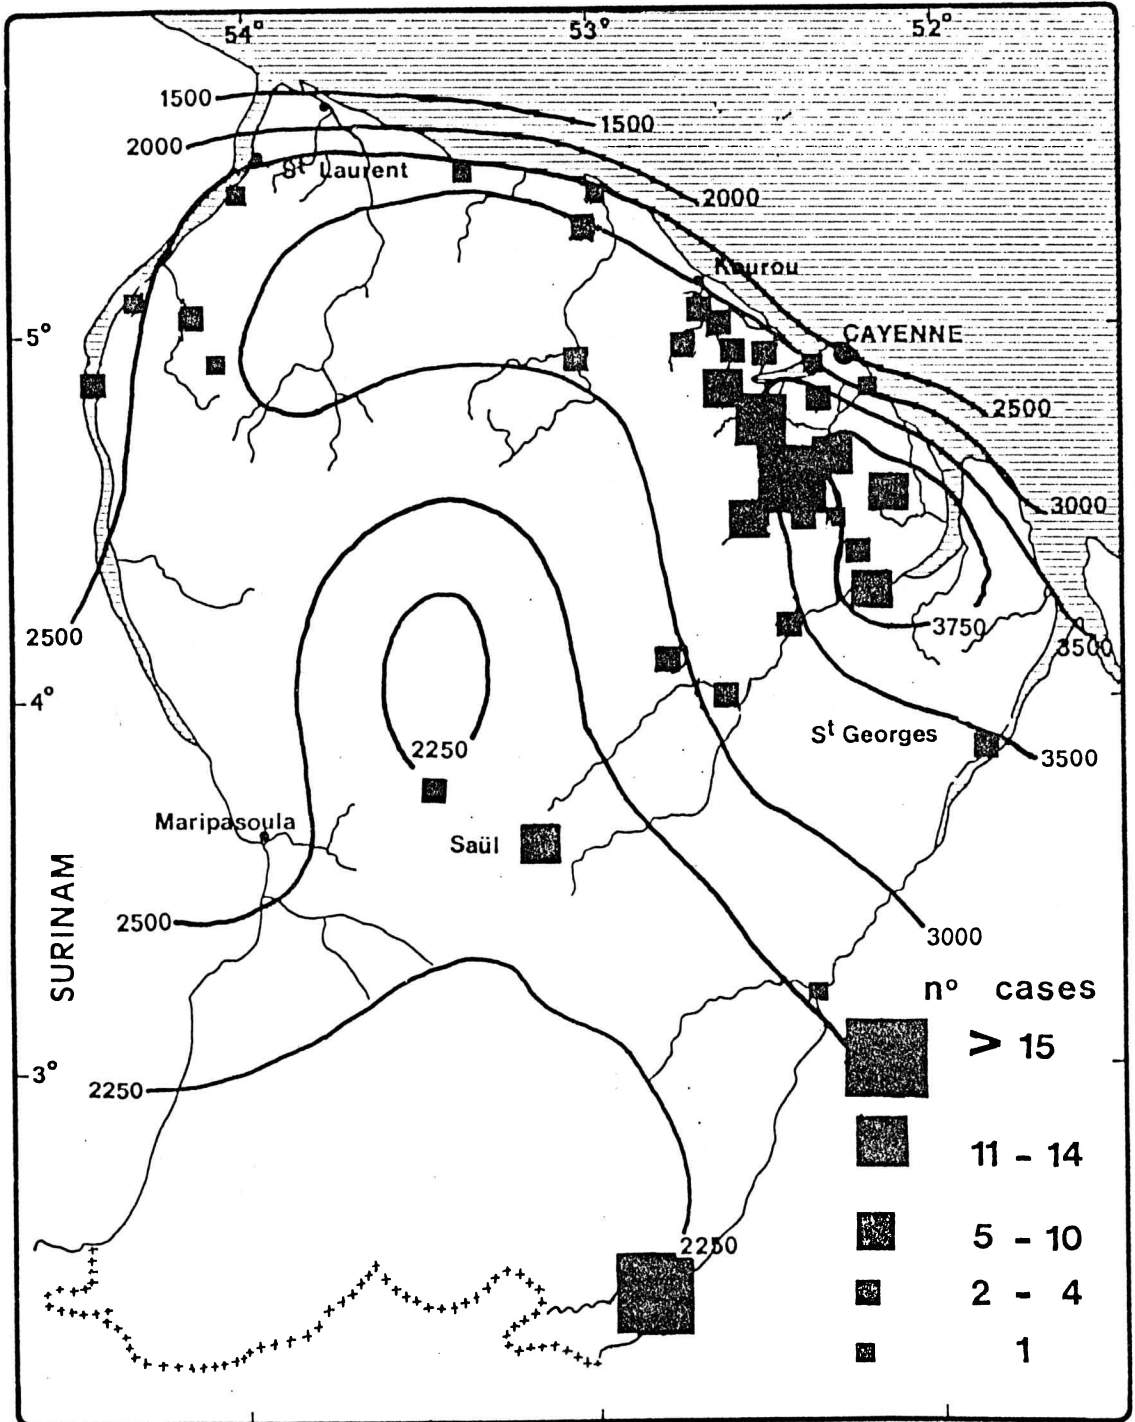 54° 53° 52°
1500
1500
2000
St Laurent
2000
Kourou
5°
CAYENNE
2500
3000
2500
3750
3500
4°
St Georges
2250
3500
Maripasoula
Saül
SURINAM
2500
3000
n° cases
> 15
3°
2250
11 - 14
5 - 10
2250
2 - 4
1